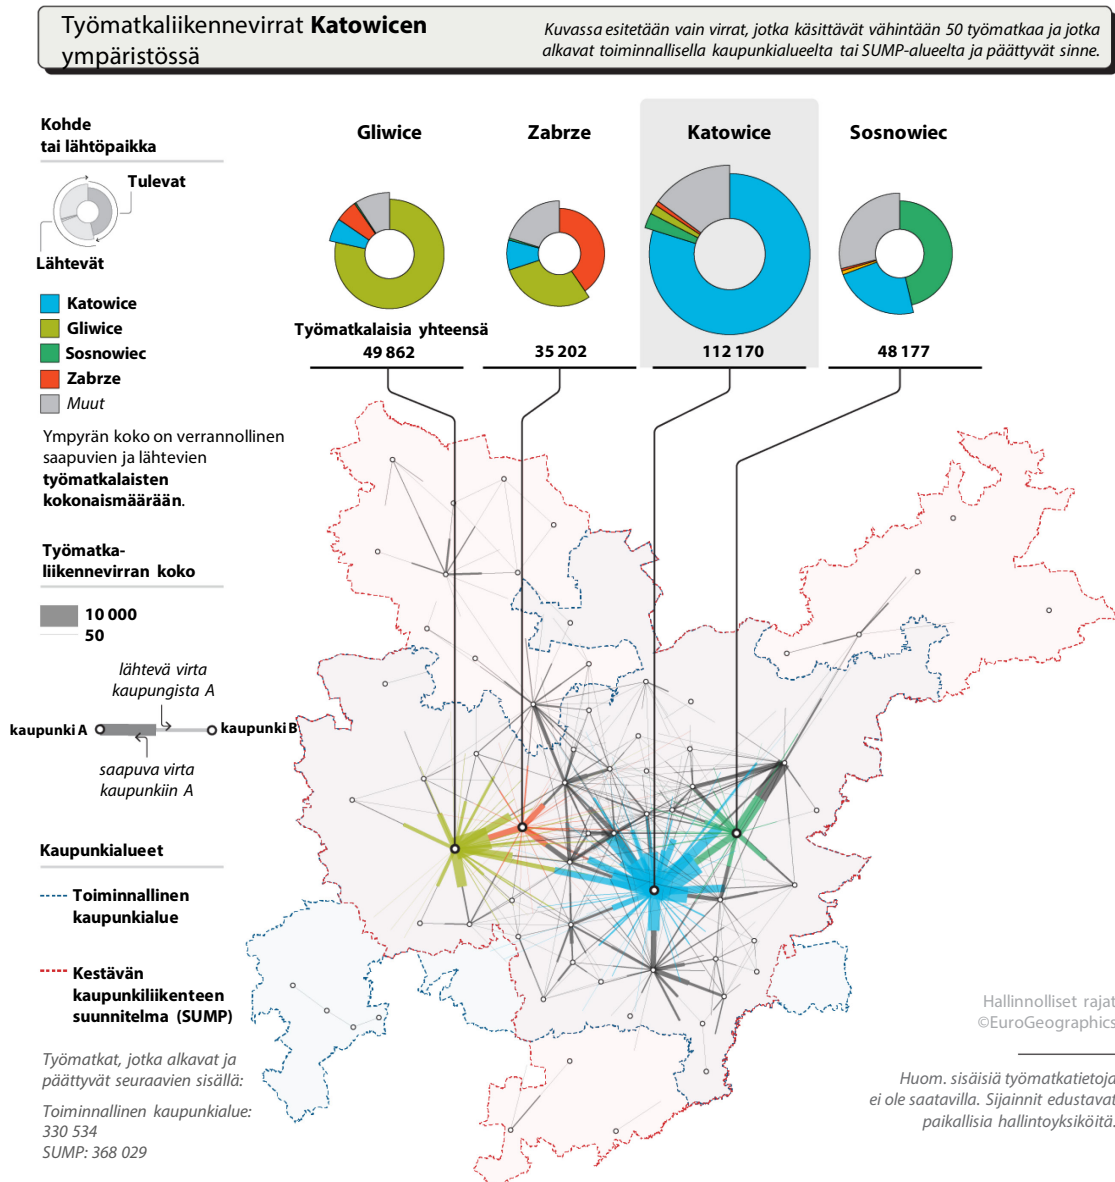 Työmatkaliikennevirrat Katowicen
ympäristössä
Kuvassa esitetään vain virrat, jotka käsittävät vähintään 50 työmatkaa ja jotka
alkavat toiminnallisella kaupunkialueelta tai SUMP-alueelta ja päättyvät sinne.
Kohde
tai lähtöpaikka
Tulevat
Lähtevät
Katowice
Gliwice
Sosnowiec
Zabrze
Muut
Ympyrän koko on verrannollinen
saapuvien ja lähtevien
työmatkalaisten
kokonaismäärään.
Gliwice
Zabrze
Katowice
Sosnowiec
Työmatkalaisia yhteensä
49 862
35 202
112 170
48 177
Työmatka-
liikennevirran koko
10 000
50
lähtevä virta
kaupungista A
kaupunki A
kaupunki B
saapuva virta
kaupunkiin A
Kaupunkialueet
Toiminnallinen
kaupunkialue
Kestävän
kaupunkiliikenteen
suunnitelma (SUMP)
Työmatkat, jotka alkavat ja
päättyvät seuraavien sisällä:
Toiminnallinen kaupunkialue:
330 534
SUMP: 368 029
Hallinnolliset rajat
©EuroGeographics
Huom. sisäisiä työmatkatietoja
ei ole saatavilla. Sijainnit edustavat
paikallisia hallintoyksiköitä.